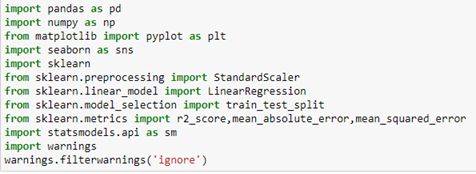 import pandas as pd
import numpy as np
from matplotlib import pyplot as plt
import seaborn as sns
import sklearn
from sklearn.preprocessing import StandardScaler
from sklearn.linear_model import LinearRegression
from sklearn.model_selection import train_test_split
from sklearn.metrics import r2_score,mean_absolute_error,mean_squared_error
import statsmodels.api as sm
import warnings
warnings.filterwarnings('ignore')